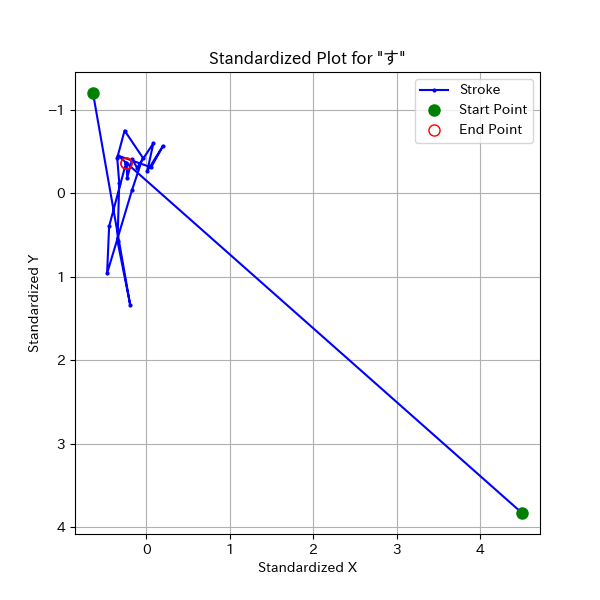 Standardized Plot for "す"
Stroke
Start Point
End Point
−1
0
1
2
3
4
Standardized Y
0
1
2
3
4
Standardized X